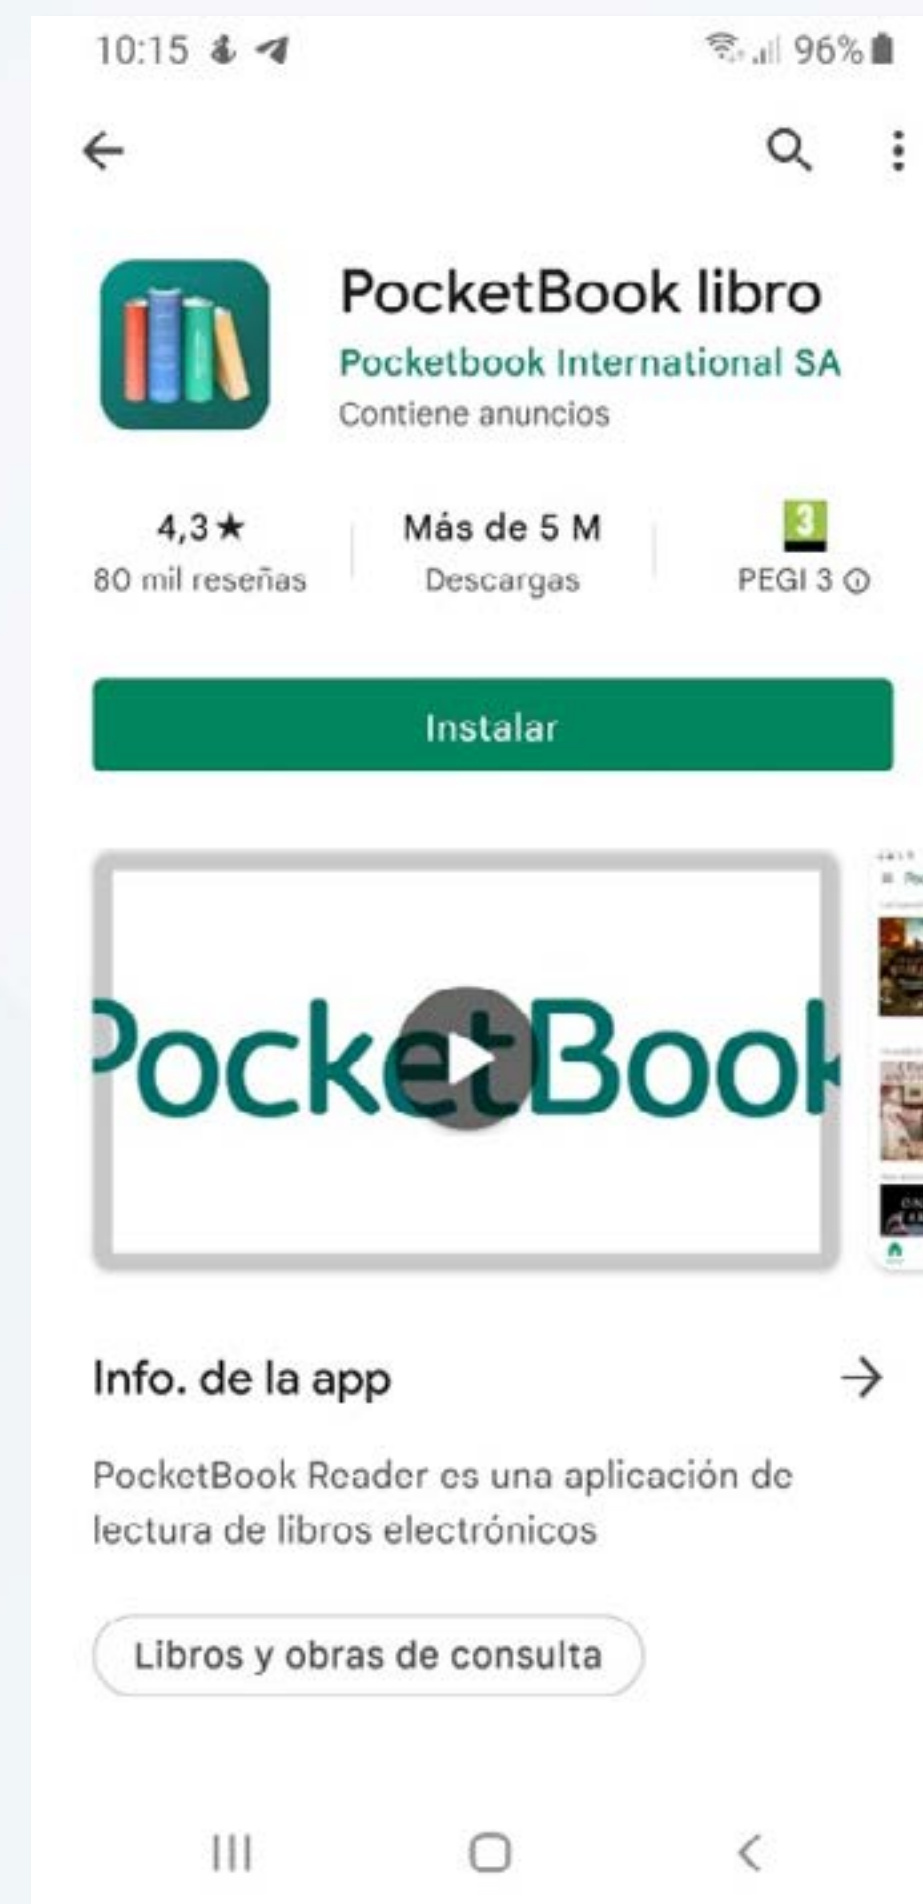 10:15
96%
PocketBook libro
Pocketbook International SA
Contiene anuncios
4,3★
80 mil reseñas
Más de 5 M
Descargas
3
PEGI 3
Instalar
PocketBook
Info. de la app
PocketBook Reader es una aplicación de
lectura de libros electrónicos
Libros y obras de consulta